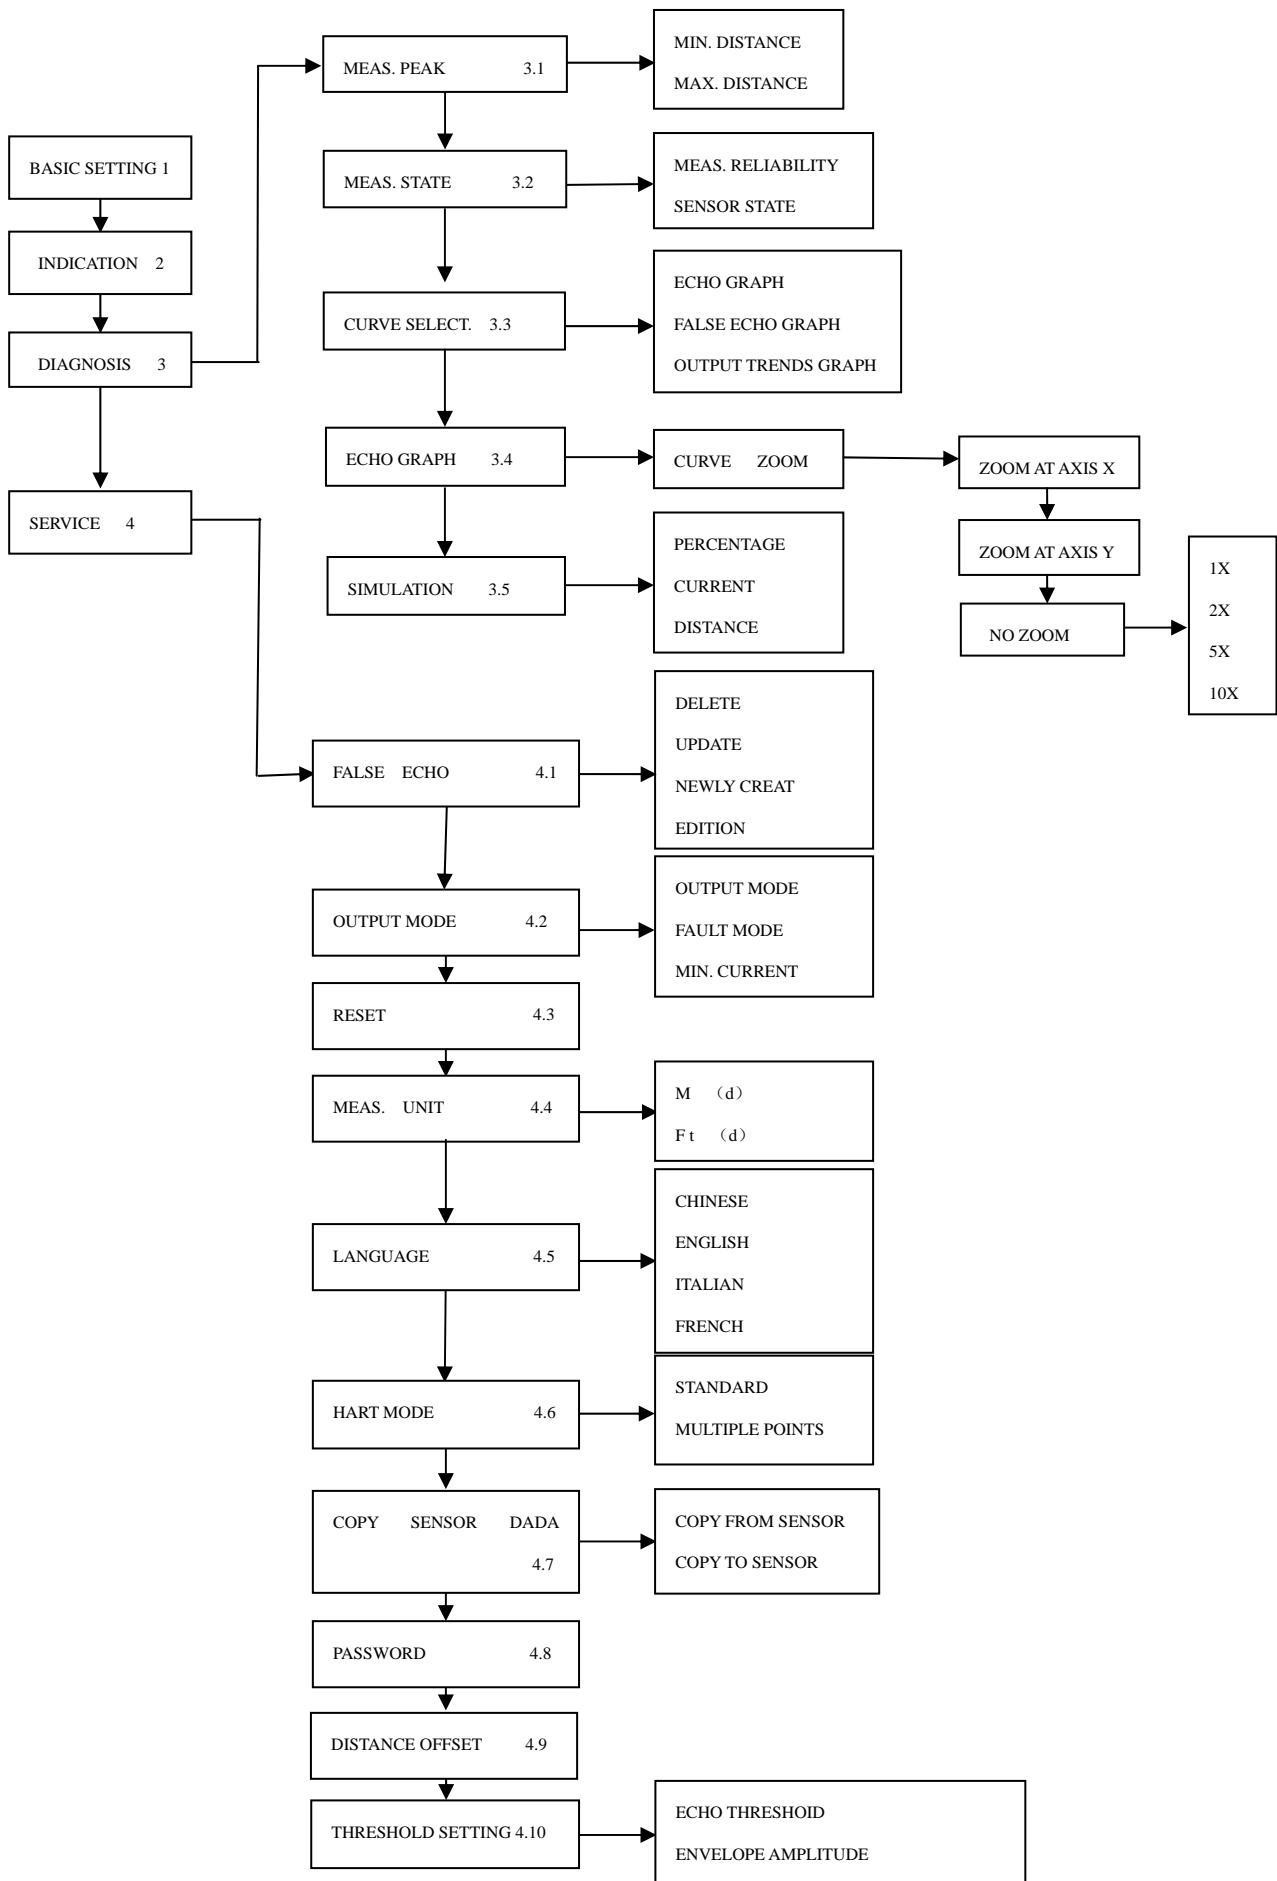 BASIC SETTING 1
INDICATION 2
DIAGNOSIS 3
SERVICE 4
MEAS. PEAK 3.1
MIN. DISTANCE
MAX. DISTANCE
MEAS. STATE 3.2
MEAS. RELIABILITY
SENSOR STATE
CURVE SELECT. 3.3
ECHO GRAPH
FALSE ECHO GRAPH
OUTPUT TRENDS GRAPH
ECHO GRAPH 3.4
CURVE ZOOM
ZOOM AT AXIS X
ZOOM AT AXIS Y
NO ZOOM
1X
2X
5X
10X
SIMULATION 3.5
PERCENTAGE
CURRENT
DISTANCE
FALSE ECHO 4.1
DELETE
UPDATE
NEWLY CREAT
EDITION
OUTPUT MODE 4.2
OUTPUT MODE
FAULT MODE
MIN. CURRENT
RESET 4.3
MEAS. UNIT 4.4
M （d）
Ft （d）
LANGUAGE 4.5
CHINESE
ENGLISH
ITALIAN
FRENCH
HART MODE 4.6
STANDARD
MULTIPLE POINTS
COPY SENSOR DADA
4.7
COPY FROM SENSOR
COPY TO SENSOR
PASSWORD 4.8
DISTANCE OFFSET 4.9
THRESHOLD SETTING 4.10
ECHO THRESHOID
ENVELOPE AMPLITUDE